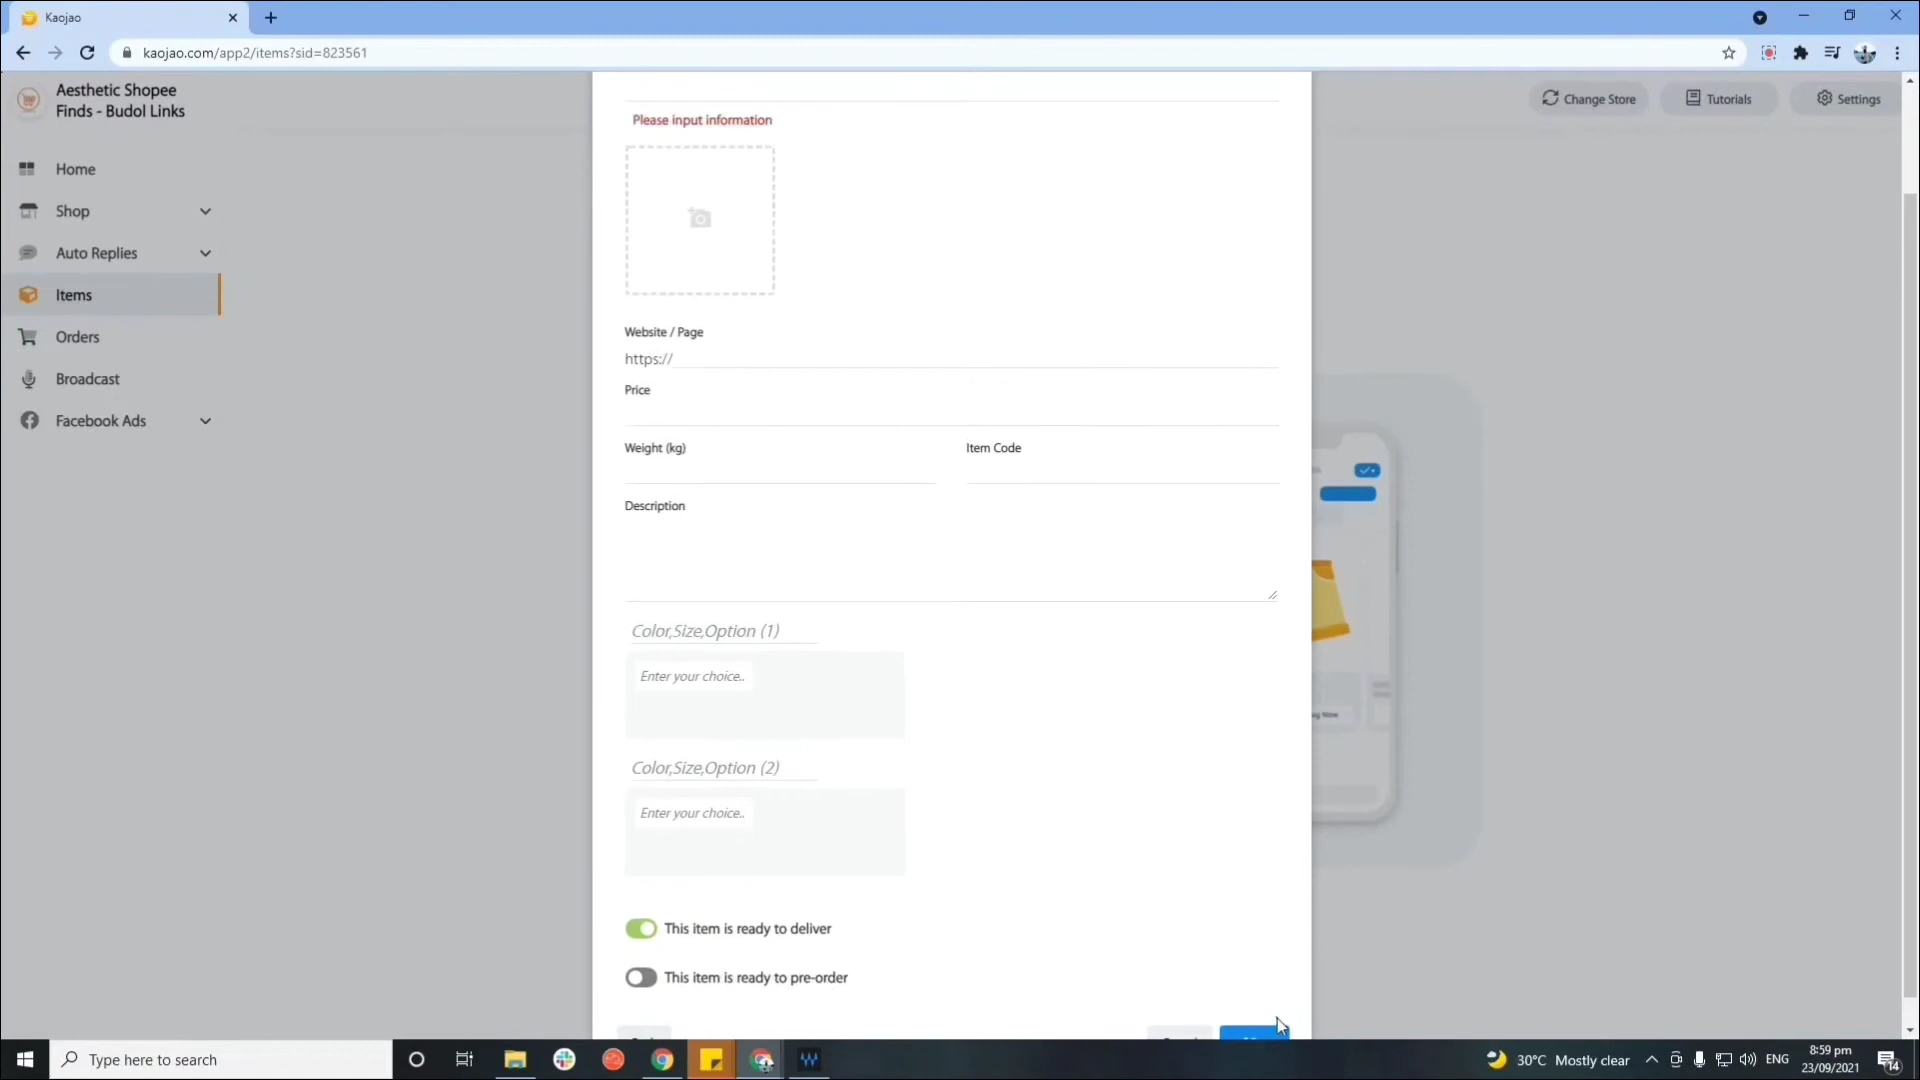 Kaojao
kaojao.com/app2/items?sid=823561
Aesthetic Shopee
Finds - Budol Links
Change Store
Tutorials
Settings
Home
Shop
Auto Replies
Items
Orders
Broadcast
Facebook Ads
Please input information
Website / Page
https://
Price
Weight (kg)
Item Code
Description
Color,Size,Option (1)
Enter your choice..
Color,Size,Option (2)
Enter your choice..
This item is ready to deliver
This item is ready to pre-order
Type here to search
30°C Mostly clear
ENG
8:59 pm
23/09/2021
14